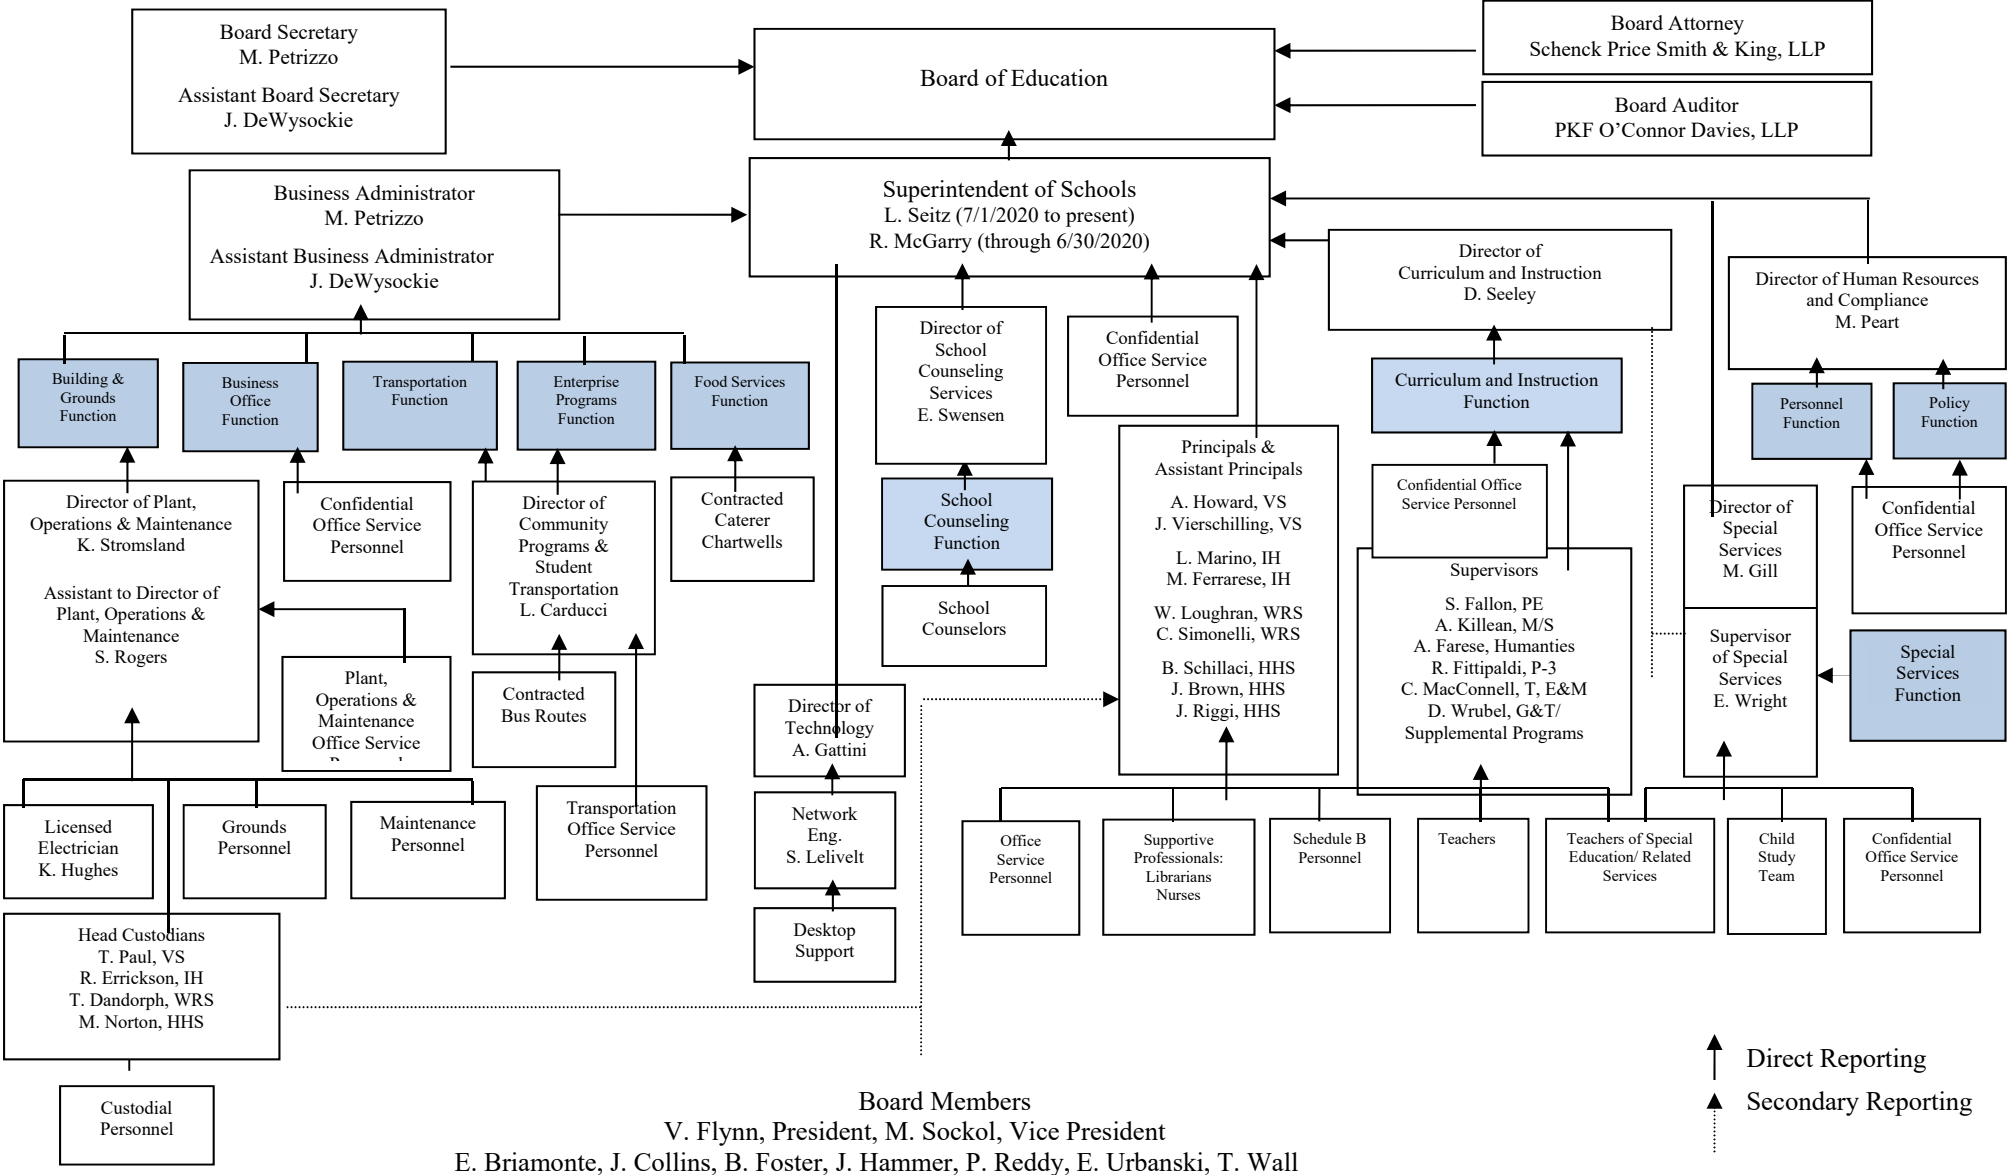 Board Secretary
M. Petrizzo
Assistant Board Secretary
J. DeWysockie
Board of Education
Board Attorney
Schenck Price Smith & King, LLP
Board Auditor
PKF O’Connor Davies, LLP
Business Administrator
M. Petrizzo
Assistant Business Administrator
J. DeWysockie
Superintendent of Schools
L. Seitz (7/1/2020 to present)
R. McGarry (through 6/30/2020)
Director of
Curriculum and Instruction
D. Seeley
Director of Human Resources
and Compliance
M. Peart
Director of
School
Counseling
Services
E. Swensen
Confidential
Office Service
Personnel
Building &
Grounds
Function
Business
Office
Function
Transportation
Function
Enterprise
Programs
Function
Food Services
Function
Curriculum and Instruction
Function
Personnel
Function
Policy
Function
Director of Plant,
Operations & Maintenance
K. Stromsland
Assistant to Director of
Plant, Operations &
Maintenance
S. Rogers
Confidential
Office Service
Personnel
Director of
Community
Programs &
Student
Transportation
L. Carducci
Contracted
Caterer
Chartwells
School
Counseling
Function
School
Counselors
Principals &
Assistant Principals
A. Howard, VS
J. Vierschilling, VS
L. Marino, IH
M. Ferrarese, IH
W. Loughran, WRS
C. Simonelli, WRS
B. Schillaci, HHS
J. Brown, HHS
J. Riggi, HHS
Confidential Office
Service Personnel
Supervisors
S. Fallon, PE
A. Killean, M/S
A. Farese, Humanties
R. Fittipaldi, P-3
C. MacConnell, T, E&M
D. Wrubel, G&T/
Supplemental Programs
Director of
Special
Services
M. Gill
Supervisor
of Special
Services
E. Wright
Confidential
Office Service
Personnel
Special
Services
Function
Plant,
Operations &
Maintenance
Office Service
Contracted
Bus Routes
Director of
Technology
A. Gattini
Licensed
Electrician
K. Hughes
Grounds
Personnel
Maintenance
Personnel
Transportation
Office Service
Personnel
Network
Eng.
S. Lelivelt
Desktop
Support
Office
Service
Personnel
Supportive
Professionals:
Librarians
Nurses
Schedule B
Personnel
Teachers
Teachers of Special
Education/ Related
Services
Child
Study
Team
Confidential
Office Service
Personnel
Head Custodians
T. Paul, VS
R. Errickson, IH
T. Dandorph, WRS
M. Norton, HHS
Custodial
Personnel
Direct Reporting
Secondary Reporting
Board Members
V. Flynn, President, M. Sockol, Vice President
E. Briamonte, J. Collins, B. Foster, J. Hammer, P. Reddy, E. Urbanski, T. Wall